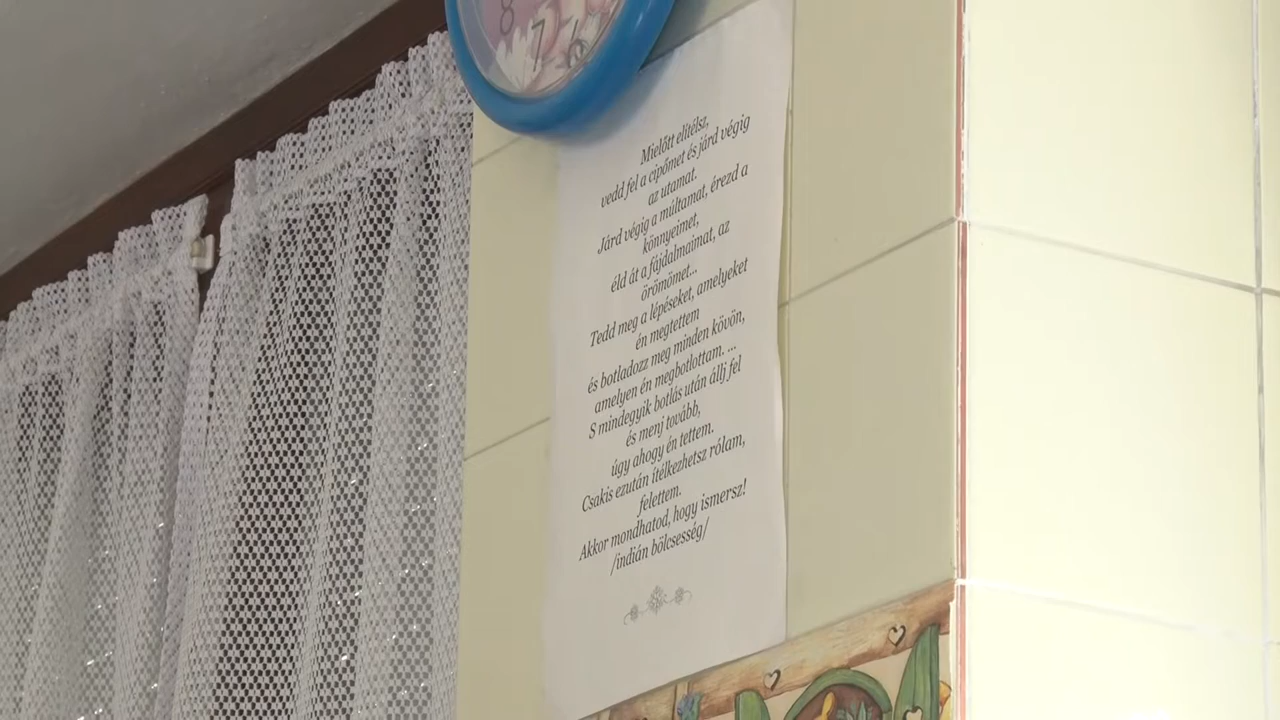 8 7 6
Mielőtt elítélsz,
vedd fel a cipőmet és járd végig
az utamat.
Járd végig a múltamat, érezd a
könnyeimet,
éld át a fájdalmaimat, az
örömömet...
Tedd meg a lépéseket, amelyeket
én megtettem
és botladozz meg minden kövön,
amelyen én megbotlottam. ...
S mindegyik botlás után állj fel
és menj tovább,
úgy ahogy én tettem.
Csakis ezután ítélkezhetsz rólam,
felettem.
Akkor mondhatod, hogy ismersz!
/indián bölcsesség/